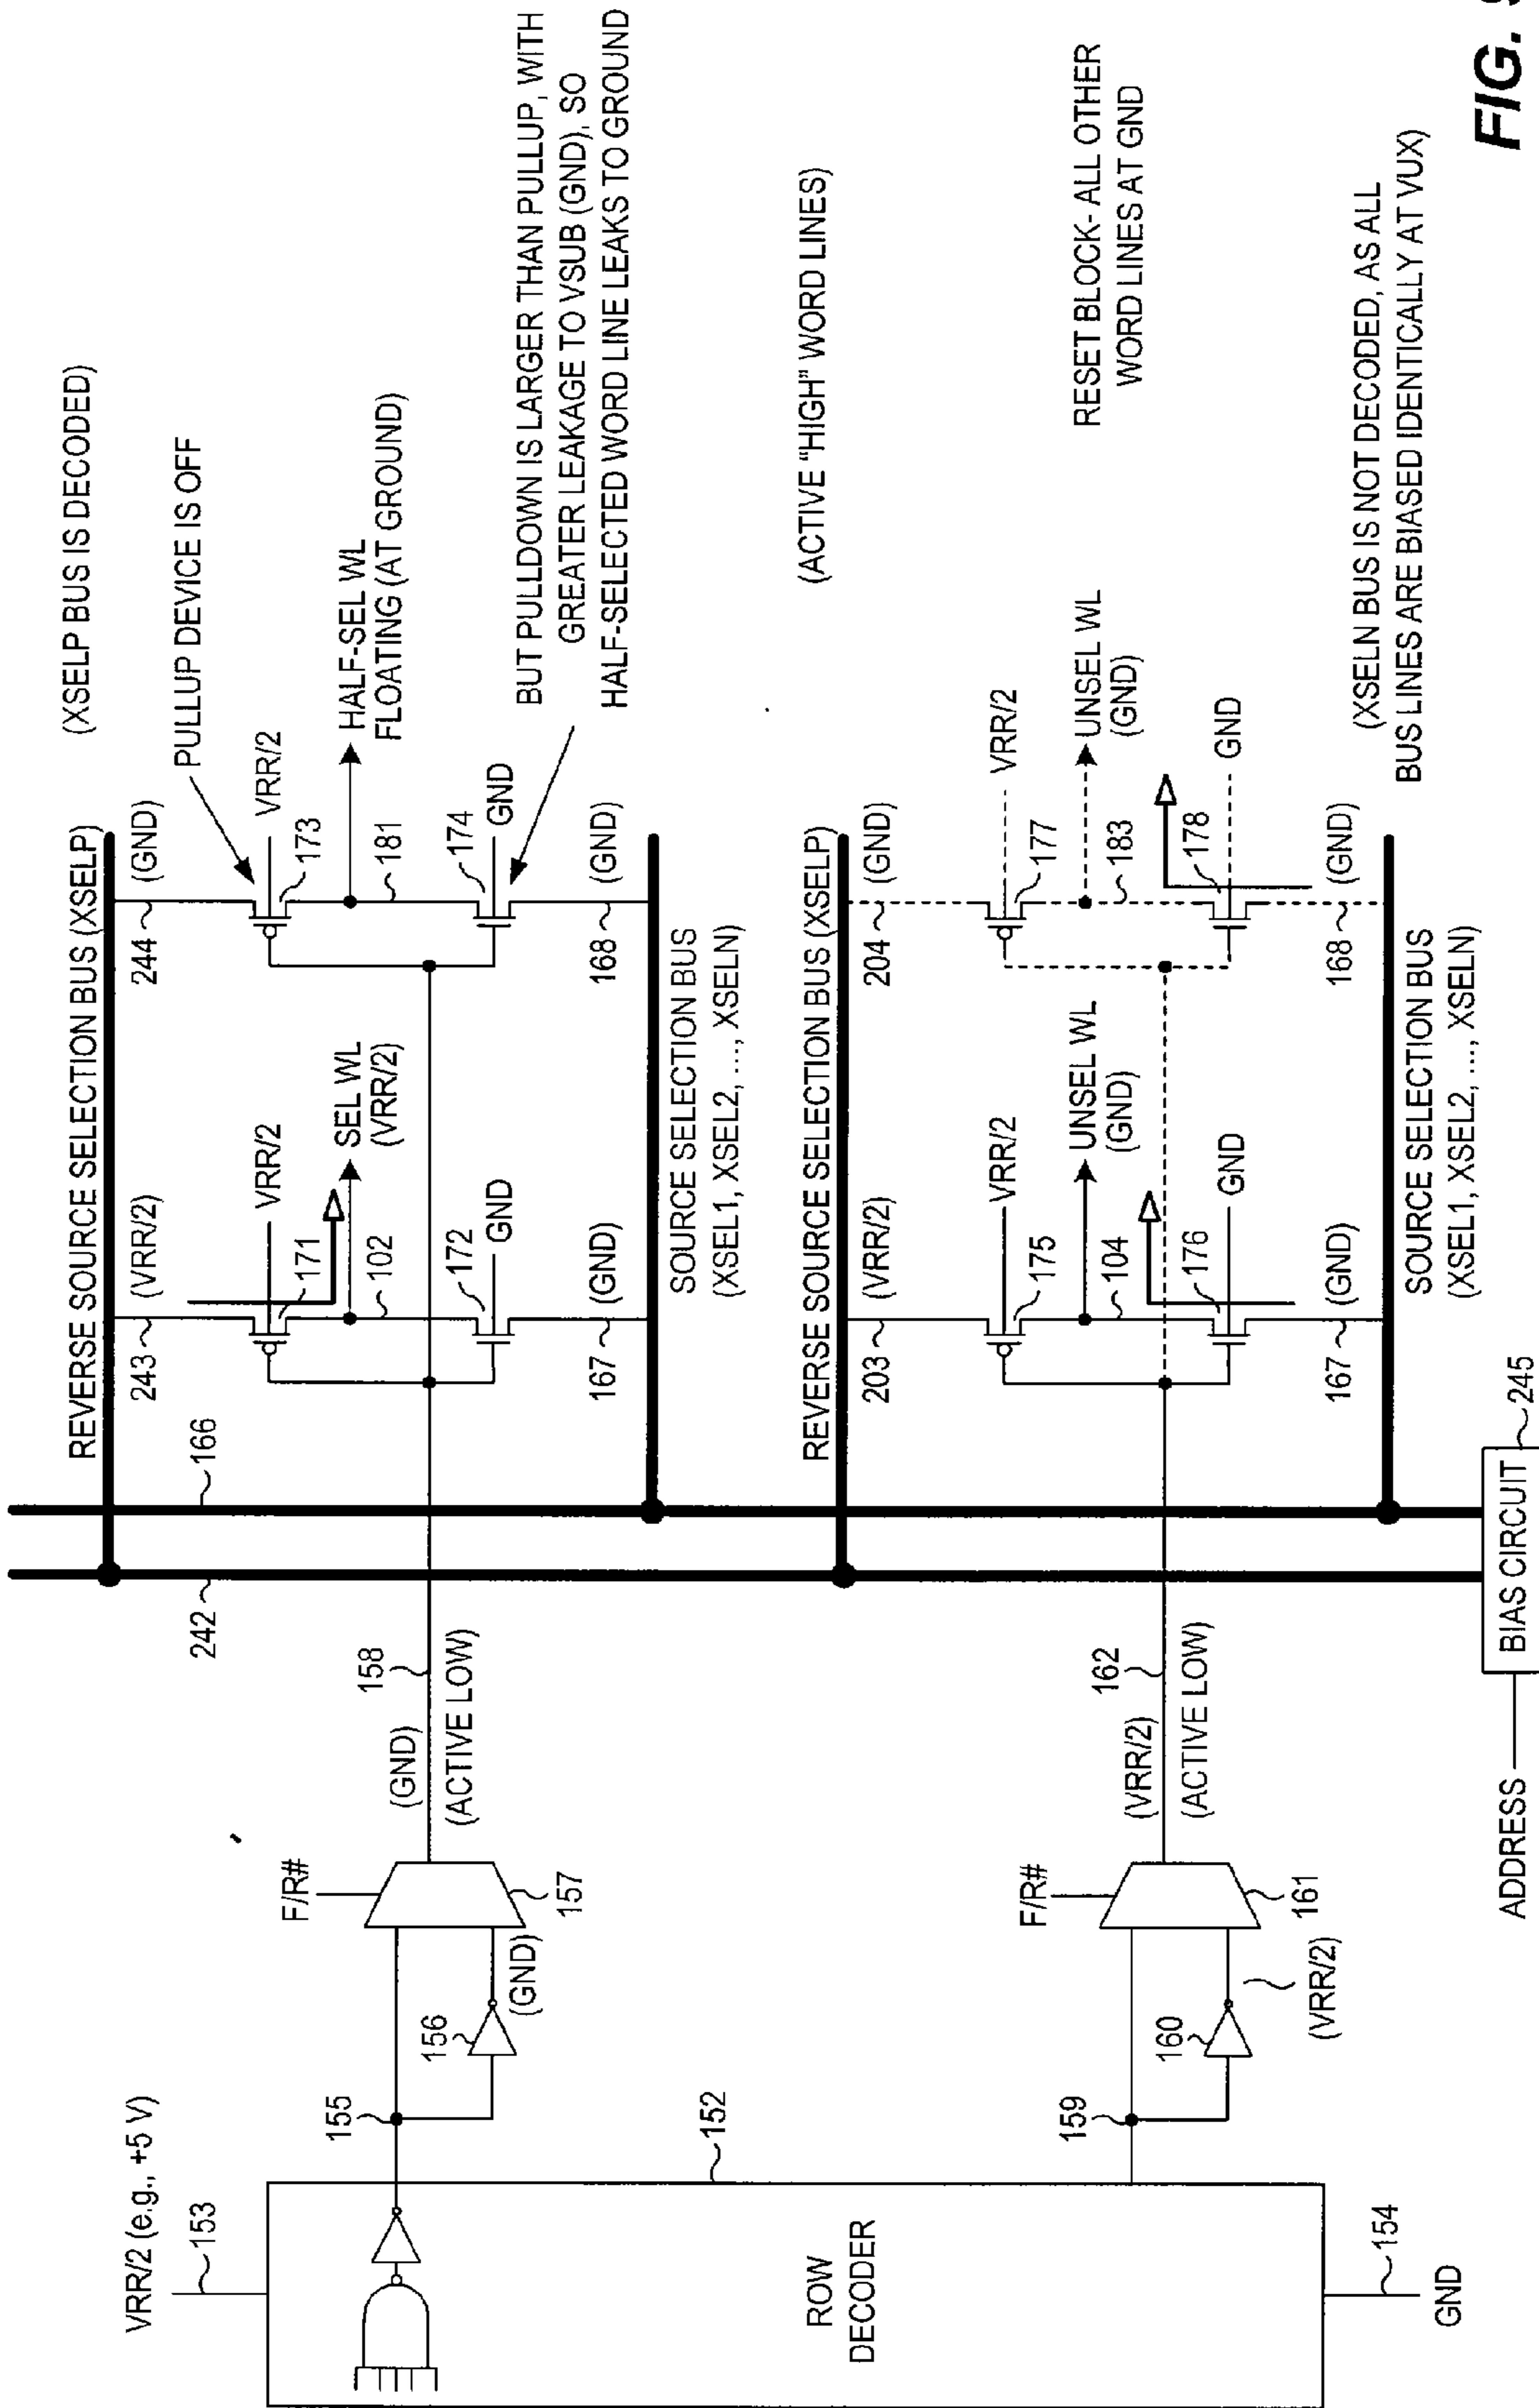 (XSELP BUS IS DECODED)
REVERSE SOURCE SELECTION BUS (XSELP)
PULLUP DEVICE IS OFF
166
242
243
(VRR/2)
244
(GND)
VRR/2
171
VRR/2
173
SEL WL
(VRR/2)
HALF-SEL WL
FLOATING (AT GROUND)
102
181
172
GND
174
GND
167
(GND)
168
(GND)
BUT PULLDOWN IS LARGER THAN PULLUP, WITH
GREATER LEAKAGE TO VSUB (GND), SO
HALF-SELECTED WORD LINE LEAKS TO GROUND
SOURCE SELECTION BUS
(XSEL1, XSEL2, ..., XSELN)
VRR/2 (e.g., +5 V)
153
155
156
(GND)
F/R#
157
(GND)
158
(ACTIVE LOW)
152
ROW
DECODER
(ACTIVE "HIGH" WORD LINES)
REVERSE SOURCE SELECTION BUS (XSELP)
203
(VRR/2)
204
(GND)
VRR/2
175
VRR/2
177
UNSEL WL
(GND)
UNSEL WL
(GND)
104
183
176
GND
178
GND
167
(GND)
168
(GND)
RESET BLOCK- ALL OTHER
WORD LINES AT GND
SOURCE SELECTION BUS
(XSEL1, XSEL2, ..., XSELN)
(XSELN BUS IS NOT DECODED, AS ALL
BUS LINES ARE BIASED IDENTICALLY AT VUX)
159
160
(VRR/2)
F/R#
161
(VRR/2)
162
(ACTIVE LOW)
154
GND
ADDRESS
BIAS CIRCUIT
245
FIG.